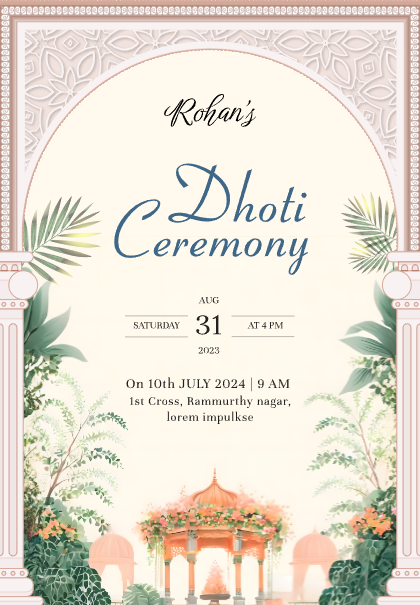 Rohan's
Dhoti
Ceremony
AUG
SATURDAY 31 AT 4 PM
2023
On 10th JULY 2024 | 9 AM
1st Cross, Rammurthy nagar,
lorem impulkse